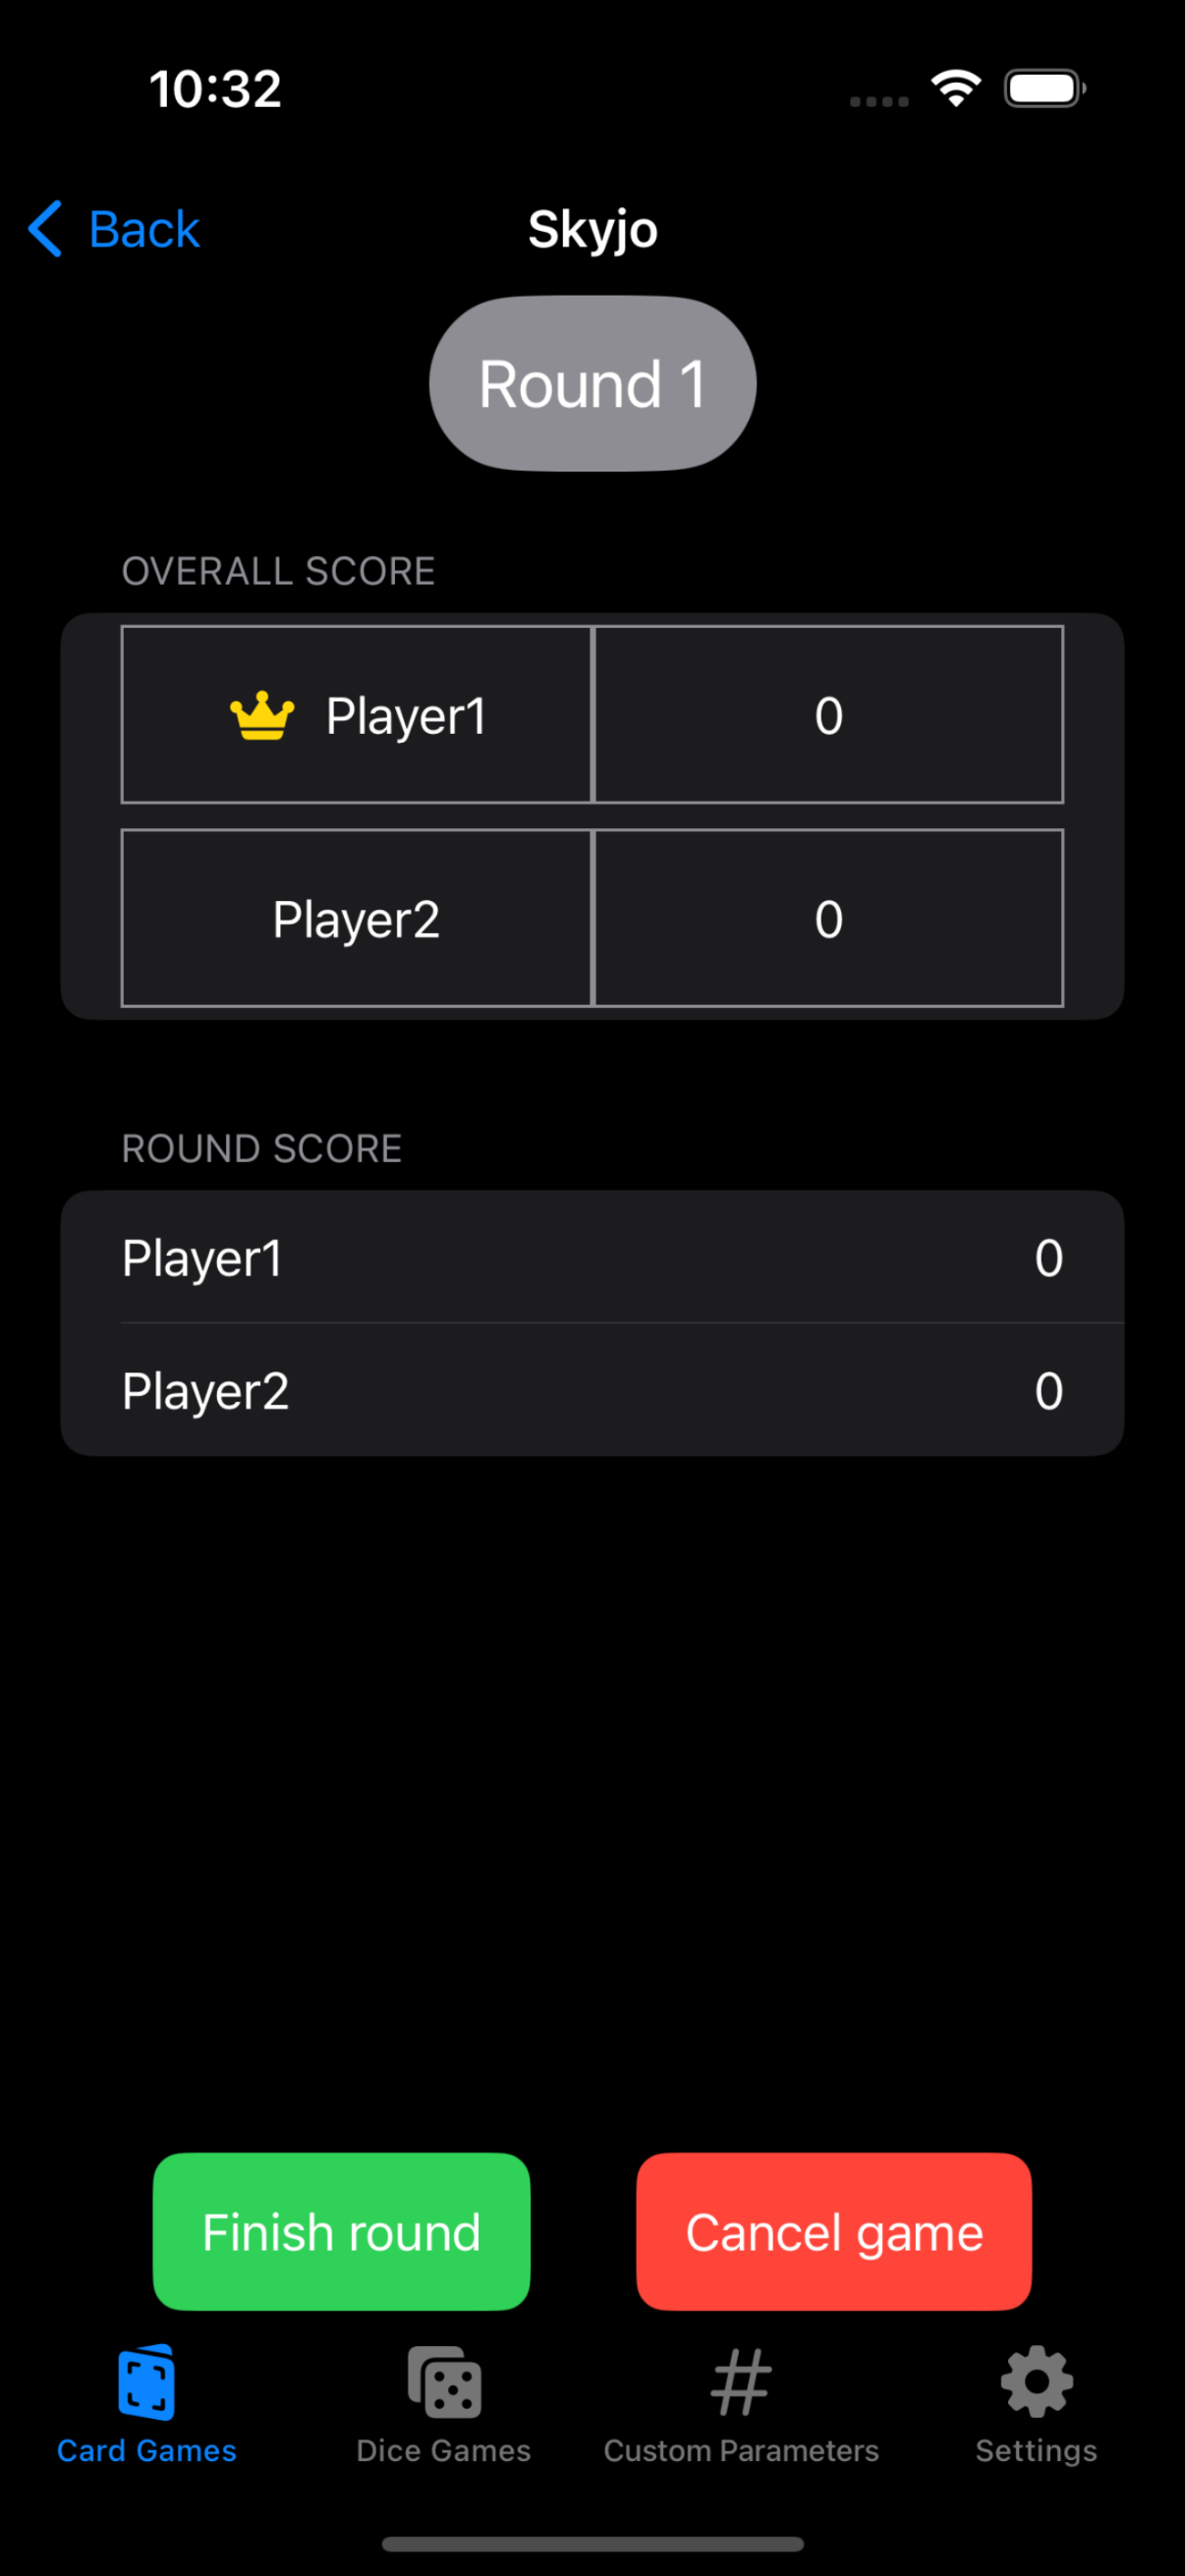 10:32
Back
Skyjo
Round 1
OVERALL SCORE
Player1 0
Player2 0
ROUND SCORE
Player1 0
Player2 0
Finish round Cancel game
Card Games Dice Games Custom Parameters Settings